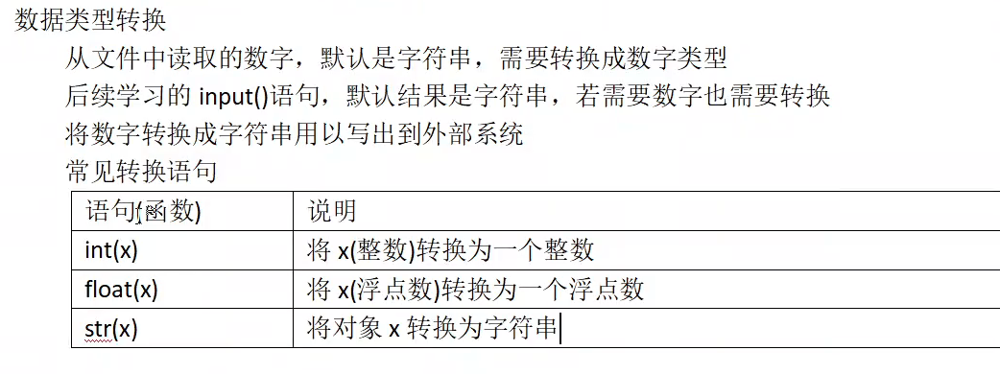 数据类型转换
从文件中读取的数字，默认是字符串，需要转换成数字类型
后续学习的 input()语句，默认结果是字符串，若需要数字也需要转换
将数字转换成字符串用以写出到外部系统
常见转换语句
语句(函数) 说明
int(x) 将 x(整数)转换为一个整数
float(x) 将 x(浮点数)转换为一个浮点数
str(x) 将对象 x 转换为字符串